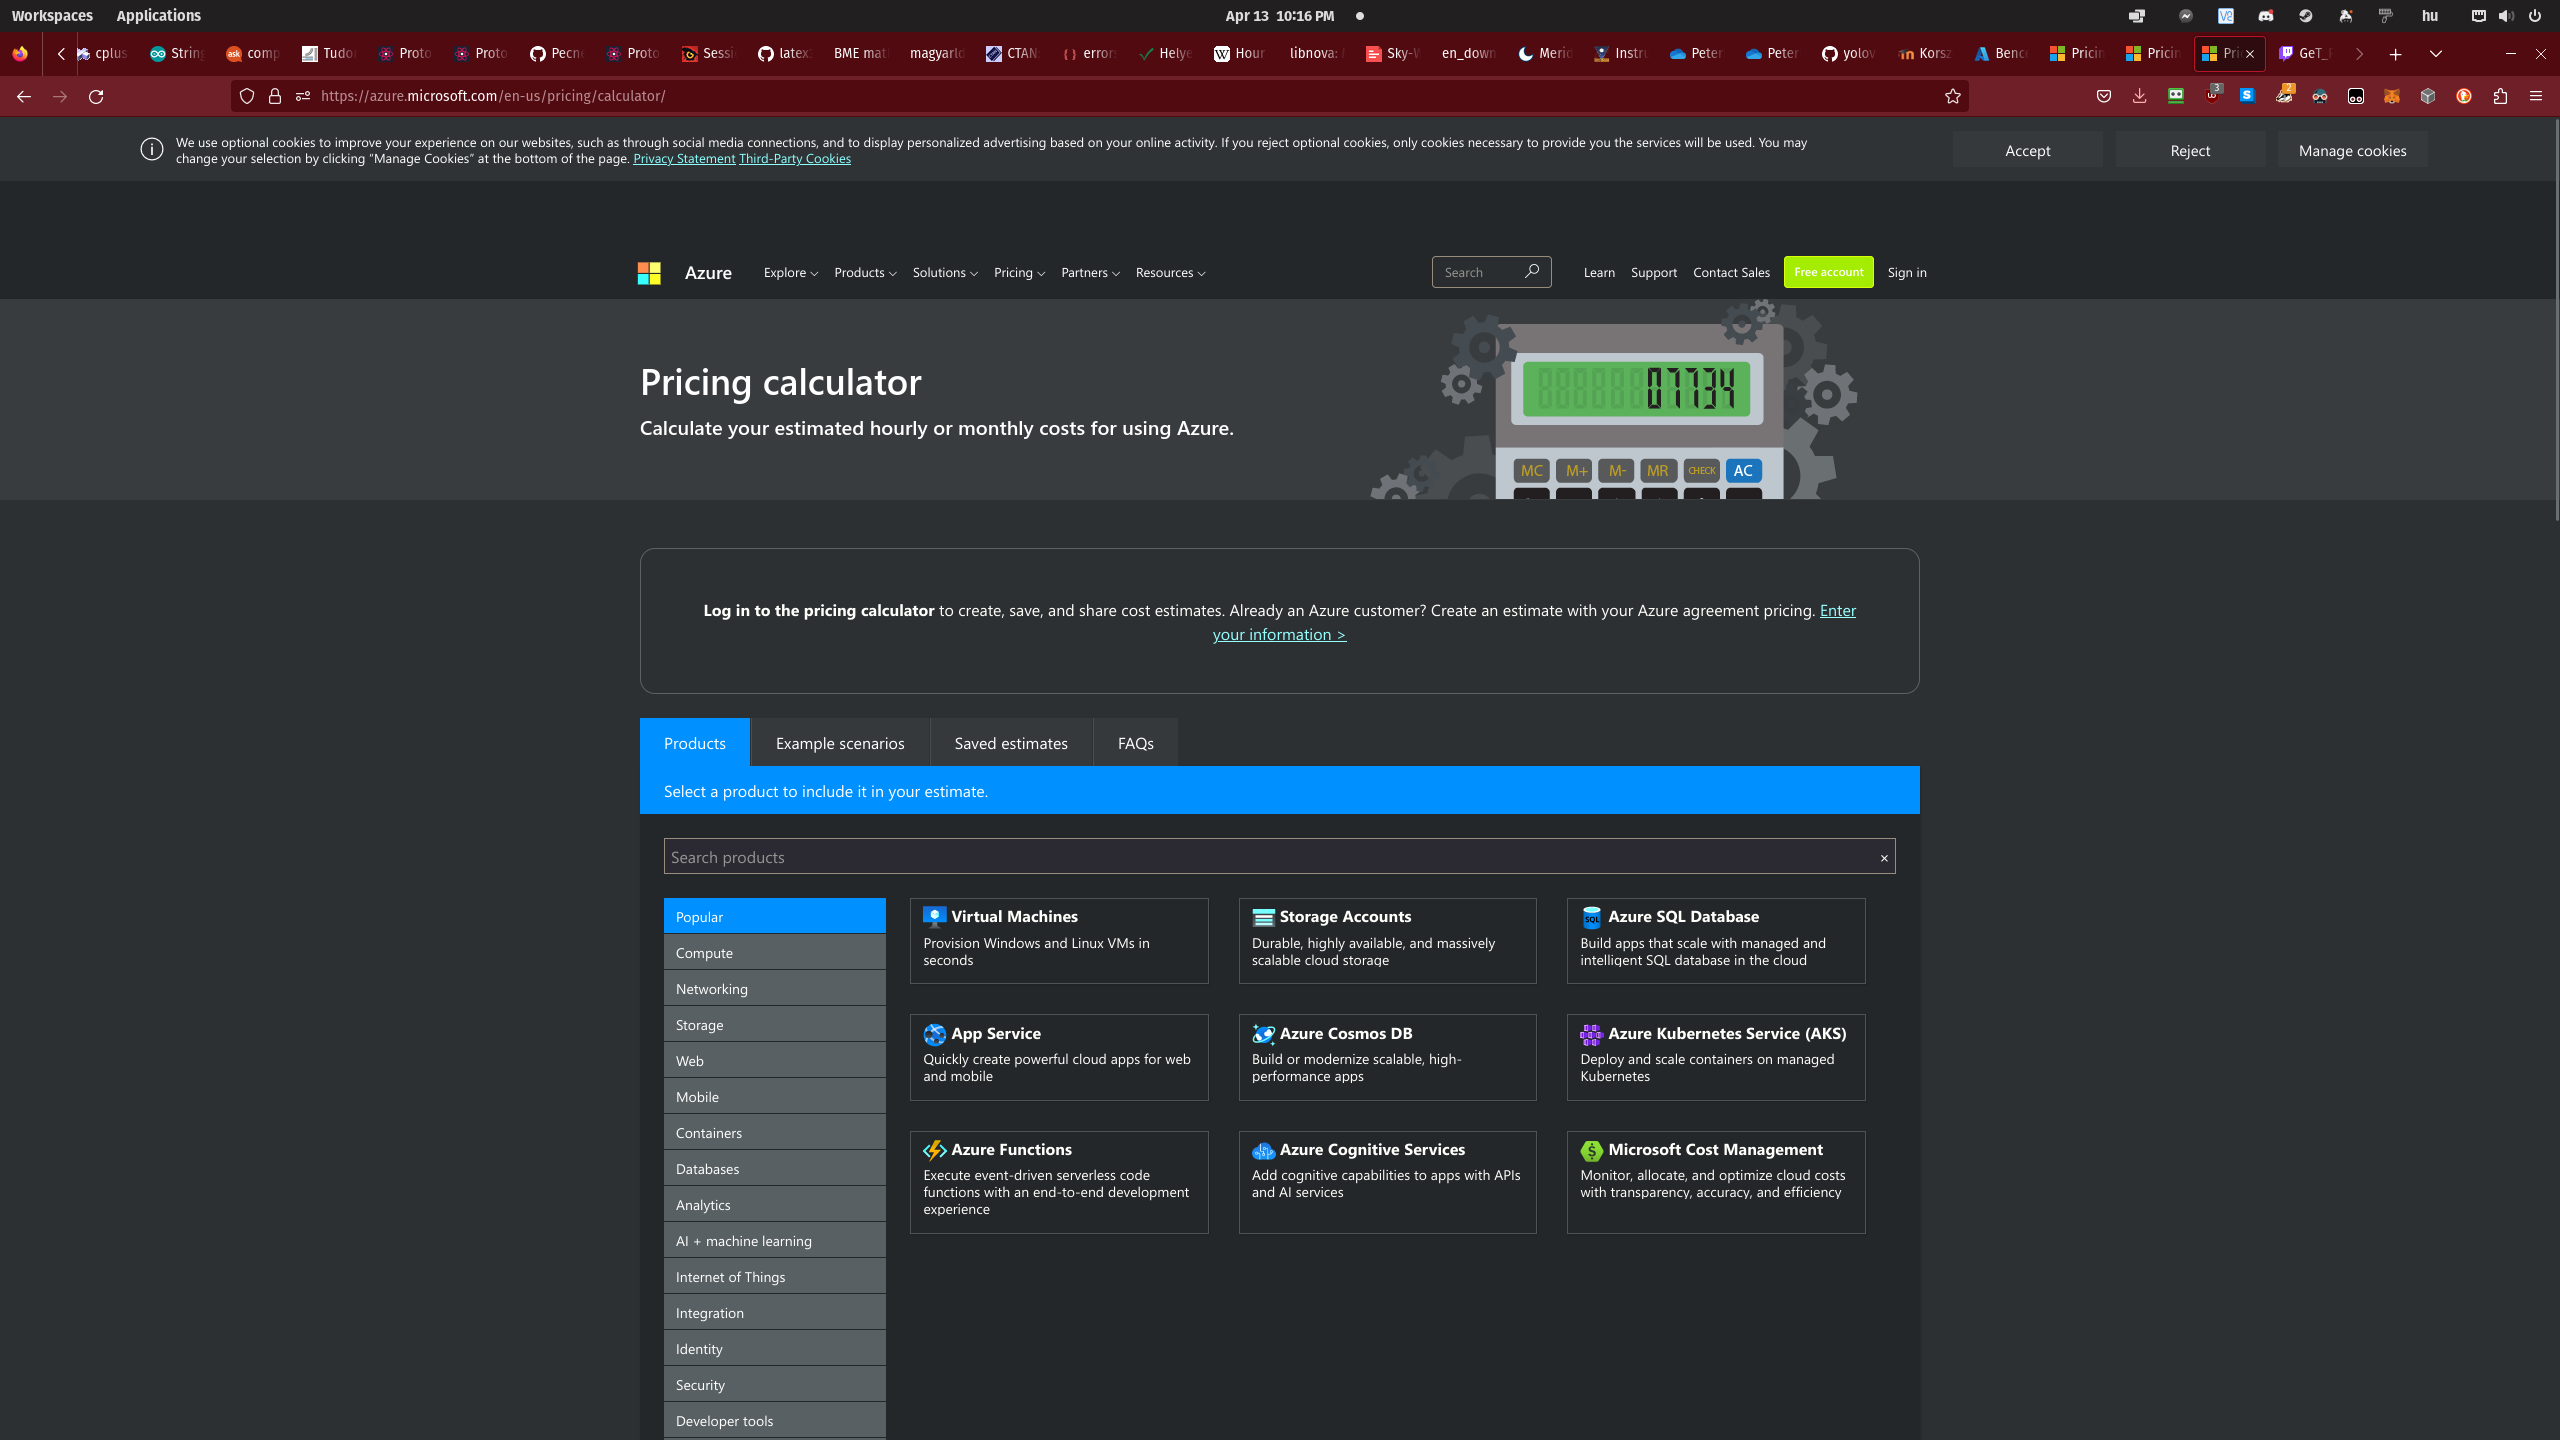 Workspaces Applications Apr 13 10:16 PM hu
cplus String comp Tudo Proto Proto Pecne Proto Sessi latex BME mat magyarld CTAN: errors Helye Hour libnova: Sky-W en_down Merid Instru Peter Peter yolov Korsz Bence Pricin Pricin Pri GeT_
https://azure.microsoft.com/en-us/pricing/calculator/ 3 2
We use optional cookies to improve your experience on our websites, such as through social media connections, and to display personalized advertising based on your online activity. If you reject optional cookies, only cookies necessary to provide you the services will be used. You may
change your selection by clicking “Manage Cookies” at the bottom of the page. Privacy Statement Third-Party Cookies
Accept Reject Manage cookies
Azure Explore Products Solutions Pricing Partners Resources Search Learn Support Contact Sales Free account Sign in
Pricing calculator
Calculate your estimated hourly or monthly costs for using Azure.
07734
MC M+ M- MR CHECK AC
Log in to the pricing calculator to create, save, and share cost estimates. Already an Azure customer? Create an estimate with your Azure agreement pricing. Enter
your information >
Products Example scenarios Saved estimates FAQs
Select a product to include it in your estimate.
Search products ×
Popular
Compute
Networking
Storage
Web
Mobile
Containers
Databases
Analytics
AI + machine learning
Internet of Things
Integration
Identity
Security
Developer tools
Virtual Machines
Provision Windows and Linux VMs in
seconds
Storage Accounts
Durable, highly available, and massively
scalable cloud storage
SQL Azure SQL Database
Build apps that scale with managed and
intelligent SQL database in the cloud
App Service
Quickly create powerful cloud apps for web
and mobile
Azure Cosmos DB
Build or modernize scalable, high-
performance apps
Azure Kubernetes Service (AKS)
Deploy and scale containers on managed
Kubernetes
Azure Functions
Execute event-driven serverless code
functions with an end-to-end development
experience
Azure Cognitive Services
Add cognitive capabilities to apps with APIs
and AI services
Microsoft Cost Management
Monitor, allocate, and optimize cloud costs
with transparency, accuracy, and efficiency